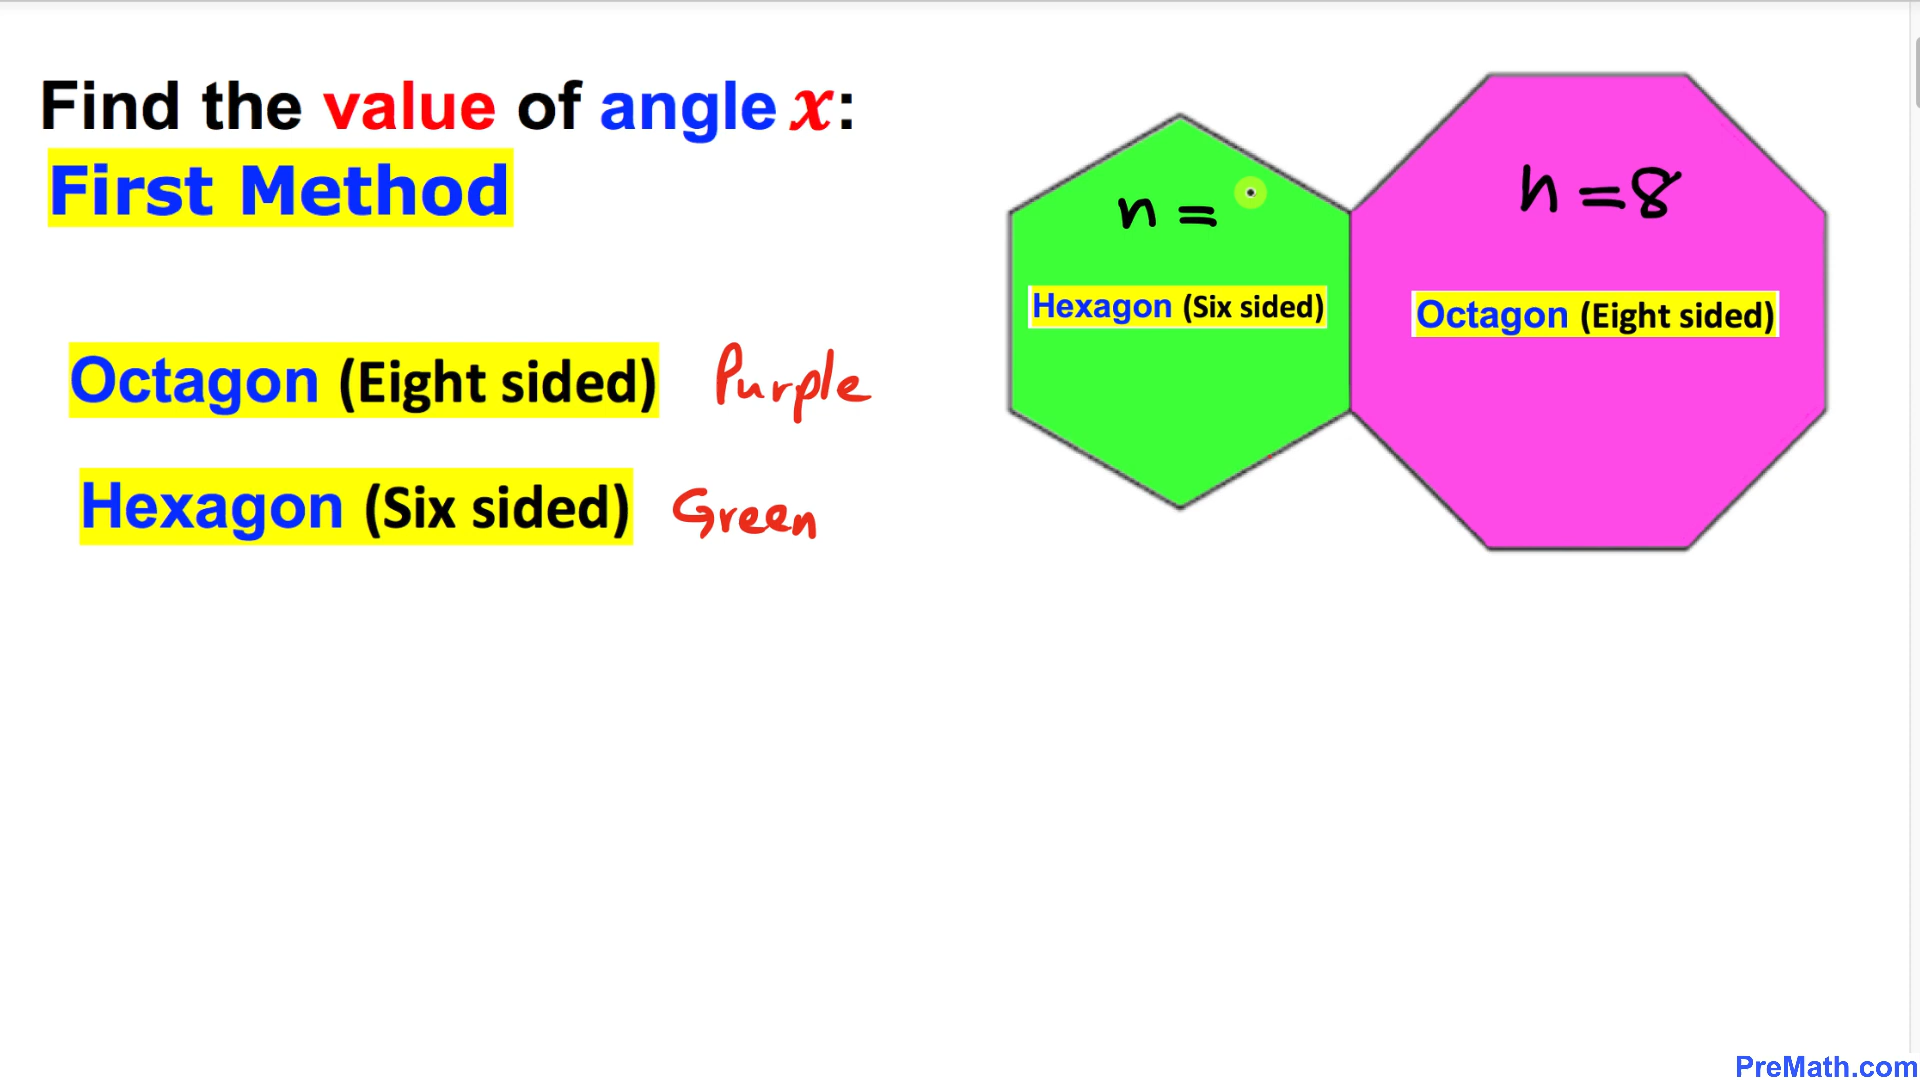 Find the value of angle x:
First Method
Octagon (Eight sided) Purple
Hexagon (Six sided) Green
n =
Hexagon (Six sided)
n = 8
Octagon (Eight sided)
PreMath.com